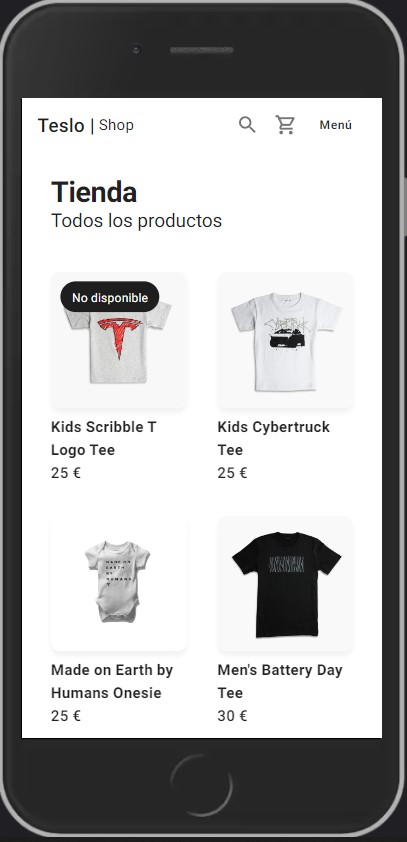 Teslo | Shop
Menú
Tienda
Todos los productos
No disponible
Kids Scribble T
Logo Tee
25 €
Kids Cybertruck
Tee
25 €
MADE ON
EARTH
BY
HUMANS
Made on Earth by
Humans Onesie
25 €
Men's Battery Day
Tee
30 €